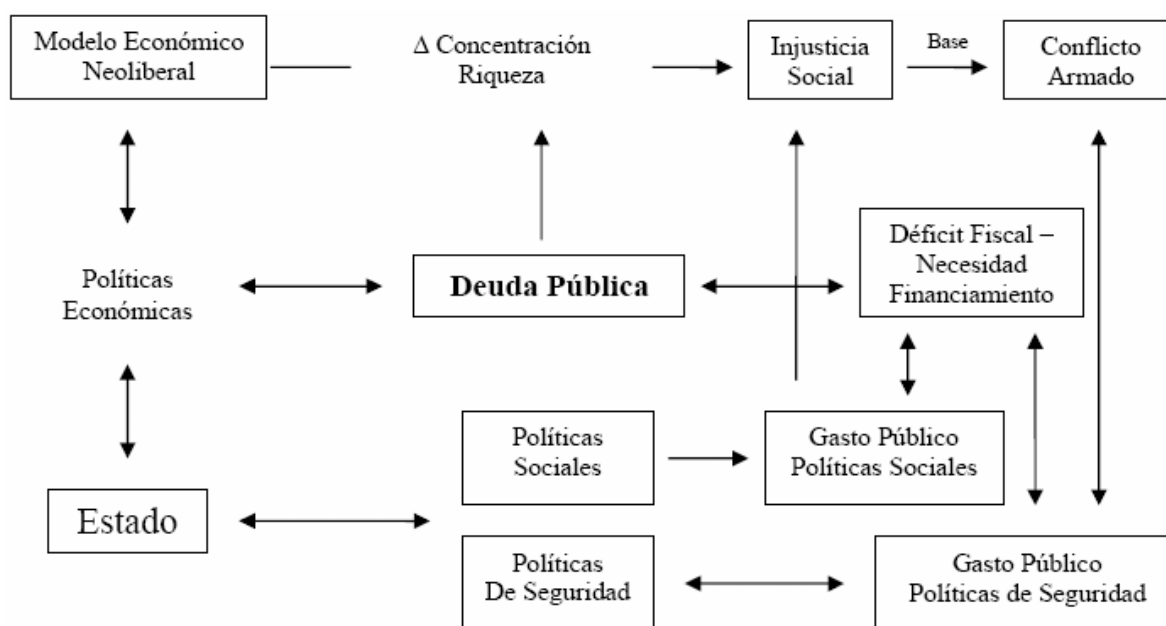 Modelo Económico
Neoliberal
Δ Concentración
Riqueza
Injusticia
Social
Base
Conflicto
Armado
Políticas
Económicas
Deuda Pública
Déficit Fiscal –
Necesidad
Financiamiento
Políticas
Sociales
Gasto Público
Políticas Sociales
Estado
Políticas
De Seguridad
Gasto Público
Políticas de Seguridad